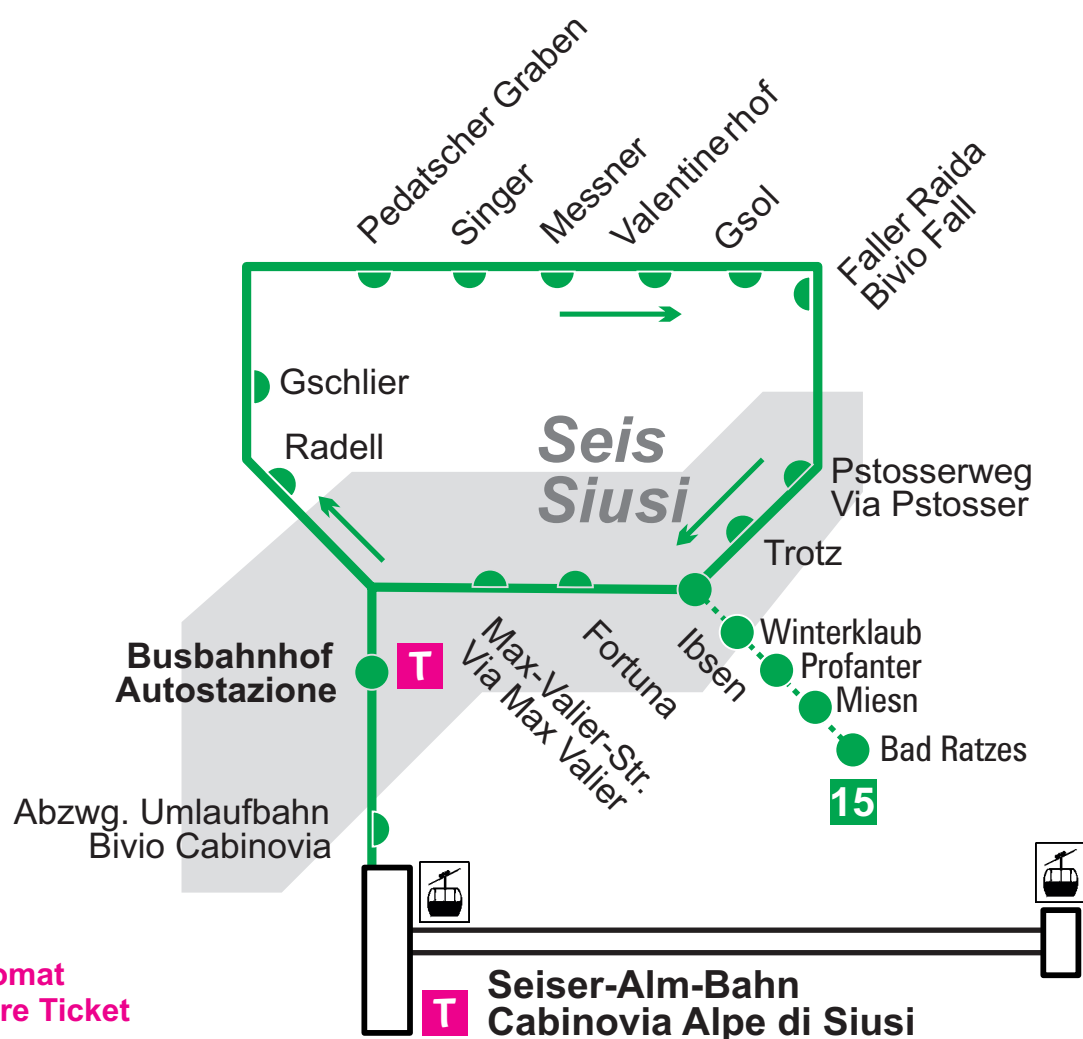 Pedatscher Graben
Singer
Messner
Valentinerhof
Gsol
Faller Raida
Bivio Fall
Gschlier
Radell
Seis
Siusi
Pstosserweg
Via Pstosser
Trotz
Busbahnhof
Autostazione
T
Max-Valier-Str.
Via Max Valier
Fortuna
Ibsen
Winterklaub
Profanter
Miesn
Bad Ratzes
15
Abzwg. Umlaufbahn
Bivio Cabinovia
omat
re Ticket
T
Seiser-Alm-Bahn
Cabinovia Alpe di Siusi